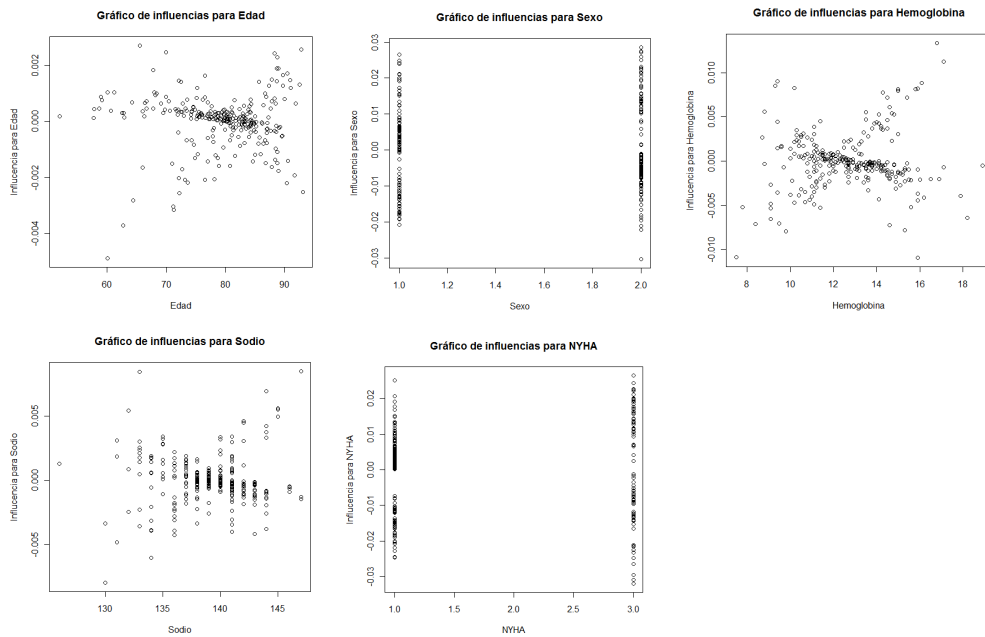 Gráfico de influencias para Edad
Influcencia para Edad
0.002
0.000
-0.002
-0.004
60 70 80 90
Edad
Gráfico de influencias para Sexo
Influcencia para Sexo
0.03
0.02
0.01
0.00
-0.01
-0.02
-0.03
1.0 1.2 1.4 1.6 1.8 2.0
Sexo
Gráfico de influencias para Hemoglobina
Influcencia para Hemoglobina
0.010
0.005
0.000
-0.005
-0.010
8 10 12 14 16 18
Hemoglobina
Gráfico de influencias para Sodio
Influcencia para Sodio
0.005
0.000
-0.005
130 135 140 145
Sodio
Gráfico de influencias para NYHA
Influcencia para NYHA
0.02
0.01
0.00
-0.01
-0.02
-0.03
1.0 1.5 2.0 2.5 3.0
NYHA